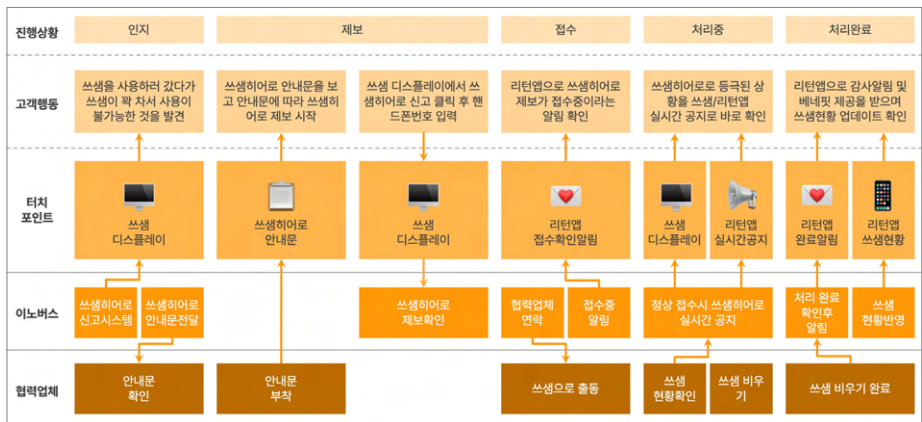 진행상황
인지
제보
접수
처리중
처리완료
고객행동
쓰샘을 사용하러 갔다가
쓰샘이 꽉 차서 사용이
불가능한 것을 발견
쓰샘히어로 안내문을 보
고 안내문에 따라 쓰샘히
어로 제보 시작
쓰샘 디스플레이에서 쓰
샘히어로 신고 클릭 후 핸
드폰번호 입력
리턴앱으로 쓰샘히어로
제보가 접수중이라는
알림 확인
쓰샘히어로로 등극된 상
황을 쓰샘/리턴앱
실시간 공지로 바로 확인
리턴앱으로 감사알림 및
베네핏 제공을 받으며
쓰샘현황 업데이트 확인
터치
포인트
쓰샘
디스플레이
쓰샘히어로
안내문
쓰샘
디스플레이
리턴앱
접수확인알림
쓰샘
디스플레이
리턴앱
실시간공지
리턴앱
완료알림
리턴앱
쓰샘현황
이노버스
쓰샘히어로
신고시스템
쓰샘히어로
안내문전달
쓰샘히어로
제보확인
협력업체
연락
접수중
알림
정상 접수시 쓰샘히어로
실시간 공지
처리 완료
확인후
알림
쓰샘
현황반영
협력업체
안내문
확인
안내문
부착
쓰샘으로 출동
쓰샘
현황확인
쓰샘 비우
기
쓰샘 비우기 완료